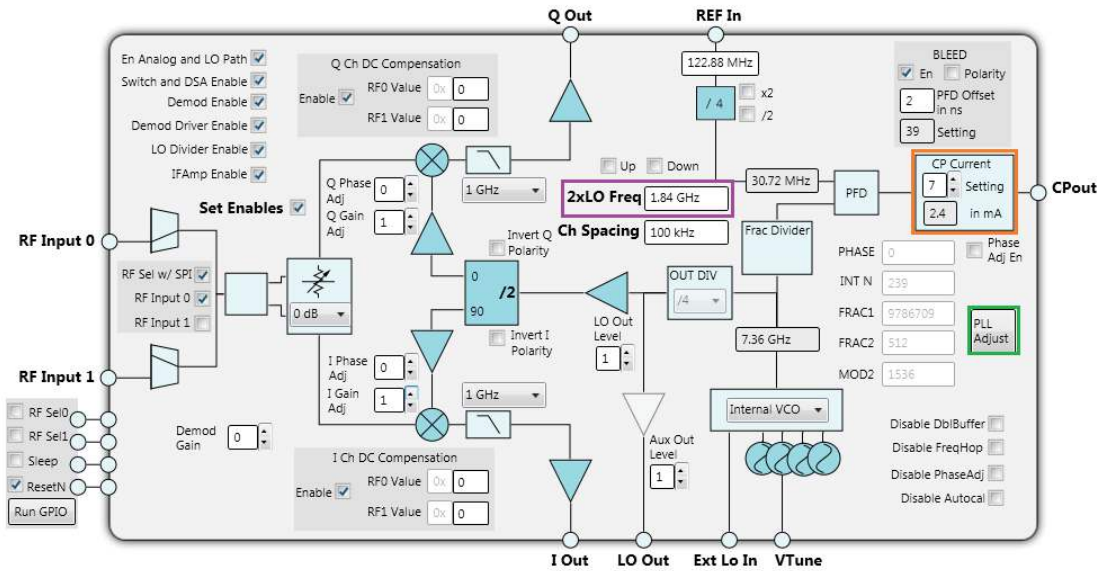 Q Out
REF In
En Analog and LO Path
Switch and DSA Enable
Demod Enable
Demod Driver Enable
LO Divider Enable
IFAmp Enable
Set Enables
Q Ch DC Compensation
Enable
RF0 Value 0x 0
RF1 Value 0x 0
122.88 MHz
/ 4
x2
/2
BLEED
En
Polarity
2
PFD Offset
in ns
39
Setting
Up
Down
2xLO Freq 1.84 GHz
Ch Spacing 100 kHz
30.72 MHz
PFD
CP Current
7
Setting
2.4
in mA
CPout
Q Phase
Adj
0
Q Gain
Adj
1
1 GHz
Invert Q
Polarity
0
/2
90
Invert I
Polarity
RF Input 0
RF Sel w/ SPI
RF Input 0
RF Input 1
0 dB
RF Input 1
LO Out
Level
1
OUT DIV
/4
Frac Divider
7.36 GHz
PHASE 0
INT N 239
FRAC1 9786709
FRAC2 512
MOD2 1536
Phase
Adj En
PLL
Adjust
I Phase
Adj
0
I Gain
Adj
1
1 GHz
Internal VCO
RF Sel0
RF Sel1
Sleep
ResetN
Run GPIO
Demod
Gain
0
Aux Out
Level
1
I Ch DC Compensation
Enable
RF0 Value 0x 0
RF1 Value 0x 0
Disable DblBuffer
Disable FreqHop
Disable PhaseAdj
Disable Autocal
I Out
LO Out
Ext Lo In
VTune